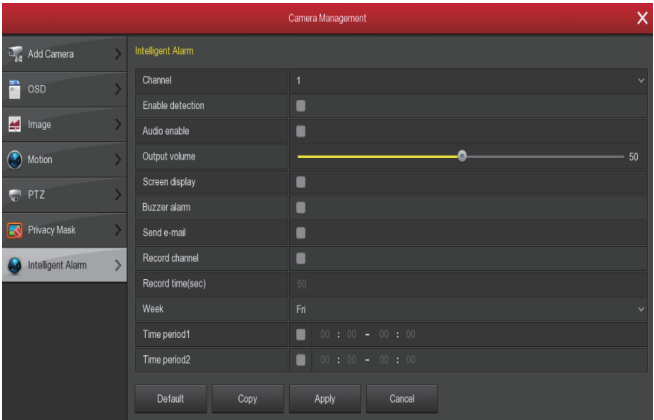 Camera Management
X
Add Camera
OSD
Image
Motion
PTZ
Privacy Mask
Intelligent Alarm
Intelligent Alarm
Channel 1
Enable detection
Audio enable
Output volume 50
Screen display
Buzzer alarm
Send e-mail
Record channel
Record time(sec) 60
Week Fri
Time period1 00 : 00 - 00 : 00
Time period2 00 : 00 - 00 : 00
Default Copy Apply Cancel